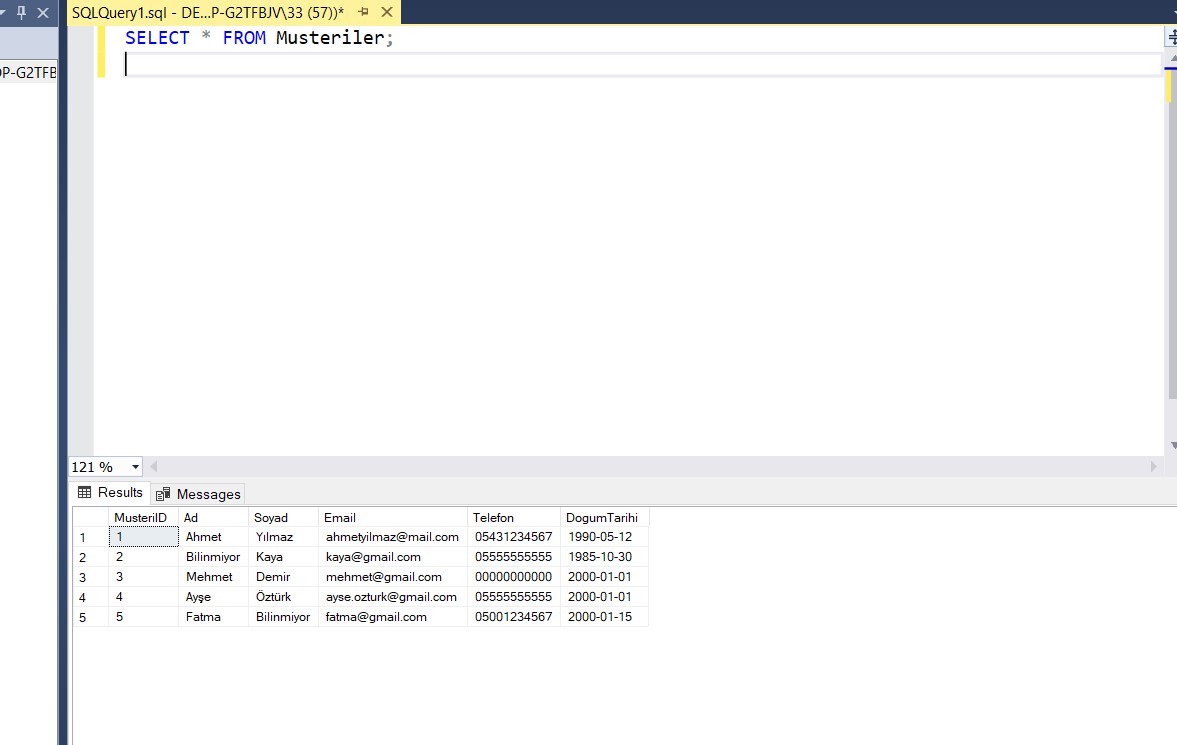 SQLQuery1.sql - DE...P-G2TFBJV\33 (57))*
SELECT * FROM Musteriler;
P-G2TFB
121 %
Results Messages
MusteriID Ad Soyad Email Telefon DogumTarihi
1 1 Ahmet Yılmaz ahmetyilmaz@mail.com 05431234567 1990-05-12
2 2 Bilinmiyor Kaya kaya@gmail.com 05555555555 1985-10-30
3 3 Mehmet Demir mehmet@gmail.com 00000000000 2000-01-01
4 4 Ayşe Öztürk ayse.ozturk@gmail.com 05555555555 2000-01-01
5 5 Fatma Bilinmiyor fatma@gmail.com 05001234567 2000-01-15